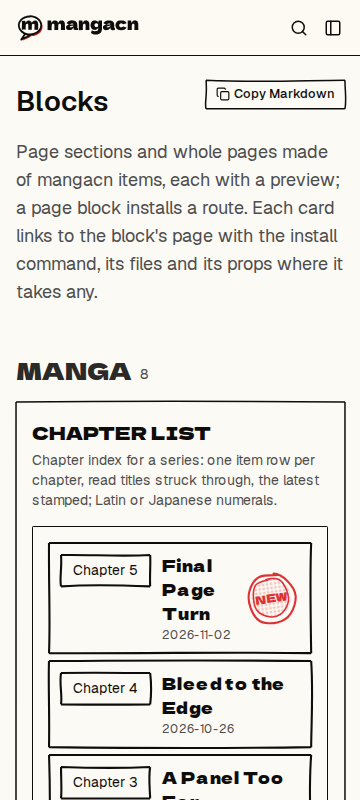 mangacn
Blocks
Copy Markdown
Page sections and whole pages made
of mangacn items, each with a preview;
a page block installs a route. Each card
links to the block's page with the install
command, its files and its props where it
takes any.
MANGA 8
CHAPTER LIST
Chapter index for a series: one item row per
chapter, read titles struck through, the latest
stamped; Latin or Japanese numerals.
Chapter 5
Final
Page
Turn
2026-11-02
NEW
Chapter 4
Bleed to the
Edge
2026-10-26
Chapter 3
A Panel Too